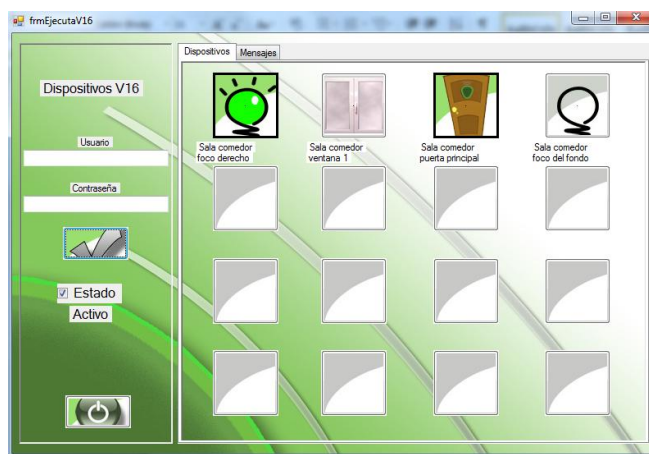 frmEjecutaV16
Dispositivos Mensajes
Dispositivos V16
Usuario
Contraseña
Estado
Activo
Sala comedor
foco derecho
Sala comedor
ventana 1
Sala comedor
puerta principal
Sala comedor
foco del fondo